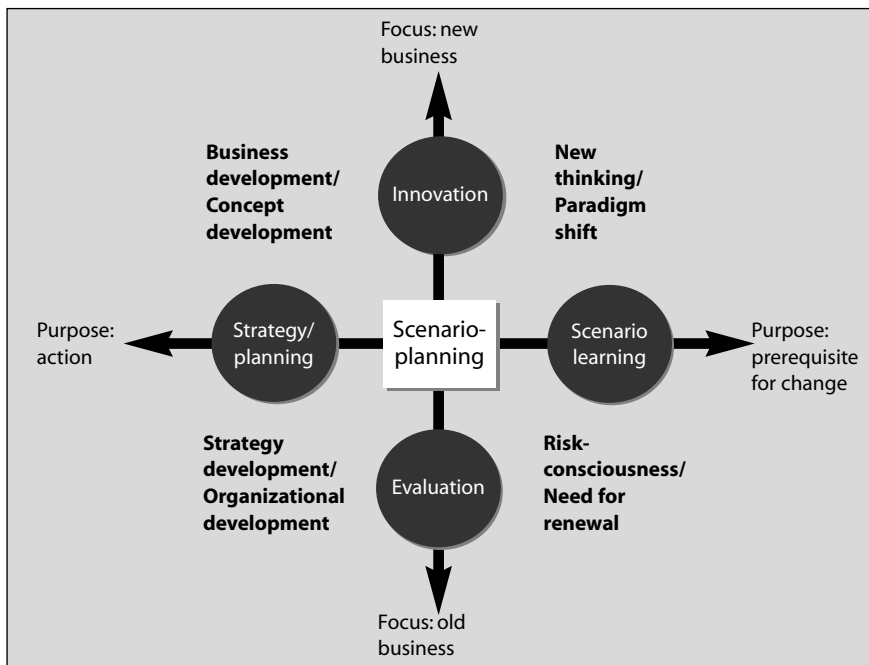 Focus: new
business
Business
development/
Concept
development
Innovation
New
thinking/
Paradigm
shift
Purpose:
action
Strategy/
planning
Scenario-
planning
Scenario
learning
Purpose:
prerequisite
for change
Strategy
development/
Organizational
development
Evaluation
Risk-
consciousness/
Need for
renewal
Focus: old
business